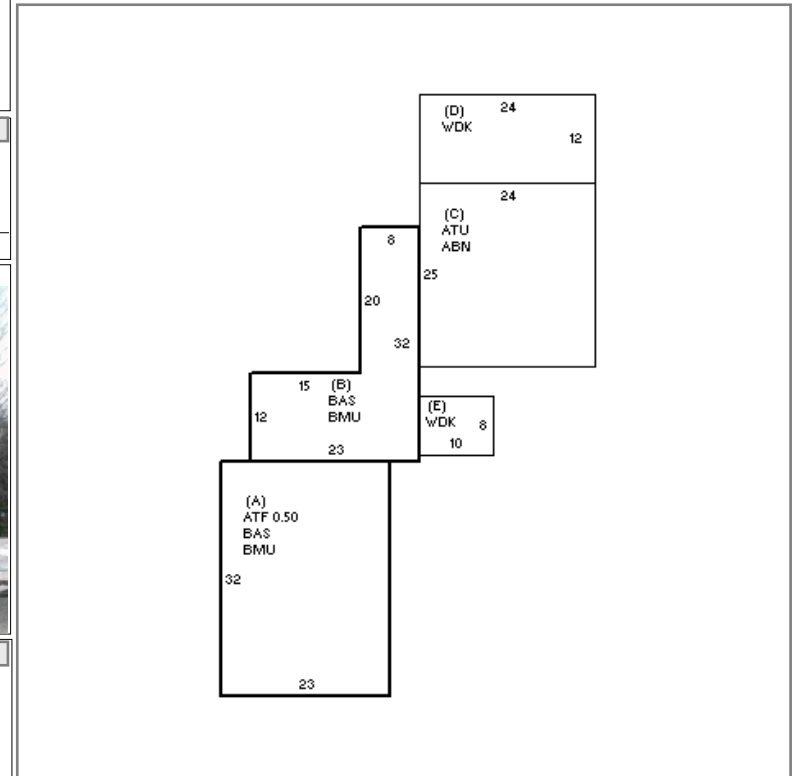 (D)
WDK
24
12
24
(C)
ATU
ABN
25
8
20
32
15
(B)
BAS
BMU
12
23
(E)
WDK
8
10
(A)
ATF 0.50
BAS
BMU
32
23